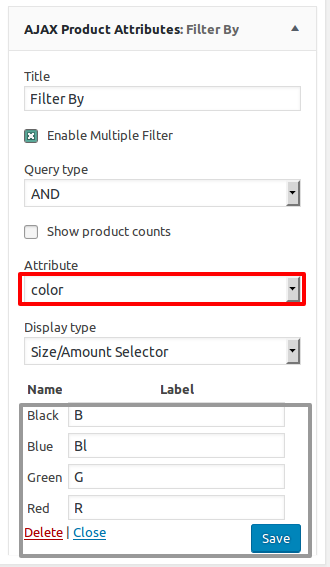 AJAX Product Attributes: Filter By
Title
Filter By
Enable Multiple Filter
Query type
AND
Show product counts
Attribute
color
Display type
Size/Amount Selector
Name Label
Black B
Blue Bl
Green G
Red R
Delete | Close Save